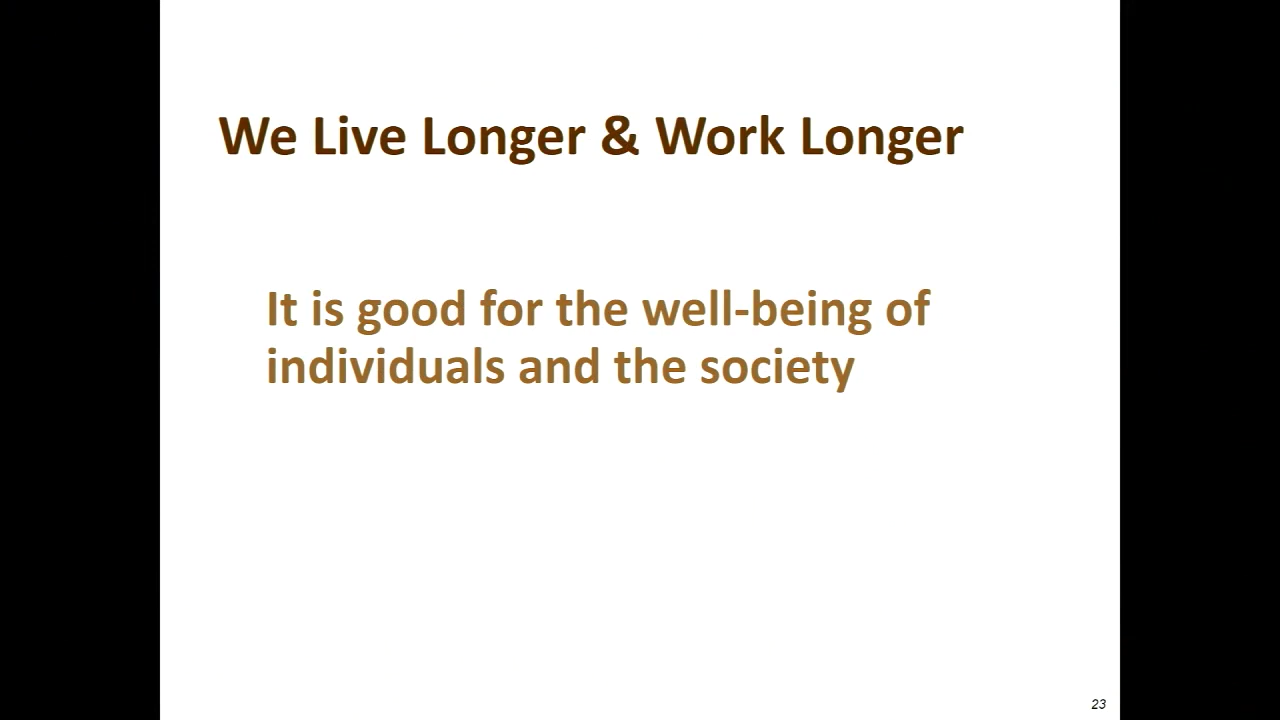 We Live Longer & Work Longer
It is good for the well-being of
individuals and the society
23